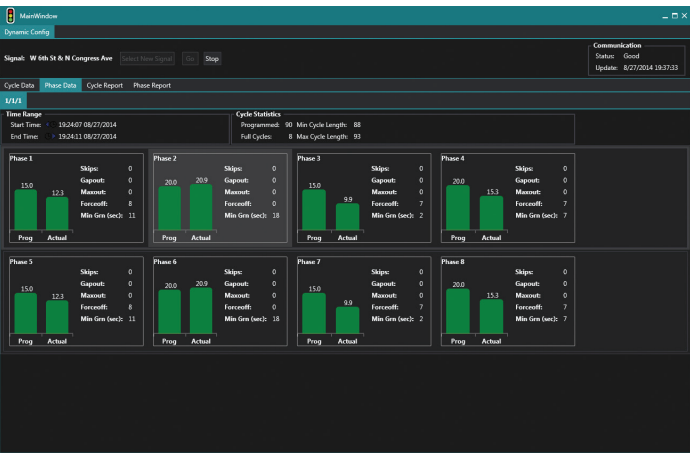 MainWindow
Dynamic Config
Signal: W 6th St & N Congress Ave Select New Signal Go Stop
Communication
Status: Good
Update: 8/27/2014 19:37:33
Cycle Data Phase Data Cycle Report Phase Report
1/1/1
Time Range
Start Time: < > 19:24:07 08/27/2014
End Time: < > 19:24:11 08/27/2014
Cycle Statistics
Programmed: 90 Min Cycle Length: 88
Full Cycles: 8 Max Cycle Length: 93
Phase 1
15.0 12.3
Prog Actual
Skips: 0
Gapout: 0
Maxout: 0
Forceoff: 8
Min Grn (sec): 11
Phase 2
20.0 20.9
Prog Actual
Skips: 0
Gapout: 0
Maxout: 0
Forceoff: 0
Min Grn (sec): 18
Phase 3
15.0 9.9
Prog Actual
Skips: 0
Gapout: 0
Maxout: 0
Forceoff: 7
Min Grn (sec): 2
Phase 4
20.0 15.3
Prog Actual
Skips: 0
Gapout: 0
Maxout: 0
Forceoff: 7
Min Grn (sec): 7
Phase 5
15.0 12.3
Prog Actual
Skips: 0
Gapout: 0
Maxout: 0
Forceoff: 8
Min Grn (sec): 11
Phase 6
20.0 20.9
Prog Actual
Skips: 0
Gapout: 0
Maxout: 0
Forceoff: 0
Min Grn (sec): 18
Phase 7
15.0 9.9
Prog Actual
Skips: 0
Gapout: 0
Maxout: 0
Forceoff: 7
Min Grn (sec): 2
Phase 8
20.0 15.3
Prog Actual
Skips: 0
Gapout: 0
Maxout: 0
Forceoff: 7
Min Grn (sec): 7